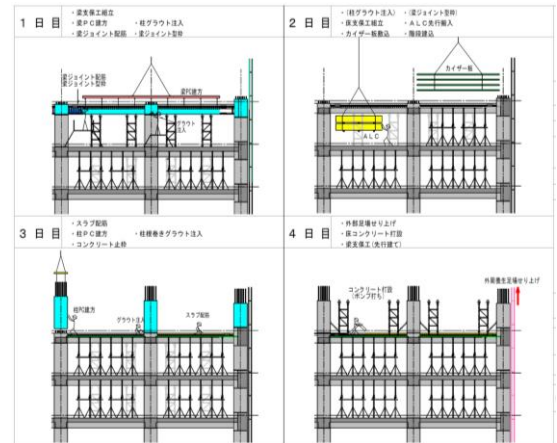 1 日 目
・梁支保工組立
・梁PC建方 ・柱グラウト注入
・梁ジョイント配筋 ・梁ジョイント型枠
梁ジョイント配筋
梁ジョイント型枠
梁PC建方
グラウト
注入
2 日 目
・(柱グラウト注入) ・(梁ジョイント型枠)
・床支保工組立 ・ALC先行搬入
・カイザー板敷込 ・階段建込
カイザー板
ALC
3 日 目
・スラブ配筋
・柱PC建方 ・柱根巻きグラウト注入
・コンクリート止枠
柱PC建方
グラウト注入
スラブ配筋
4 日 目
・外部足場せり上げ
・床コンクリート打設
・梁支保工(先行建て)
コンクリート打設
(ポンプ打ち)
外部養生足場せり上げ